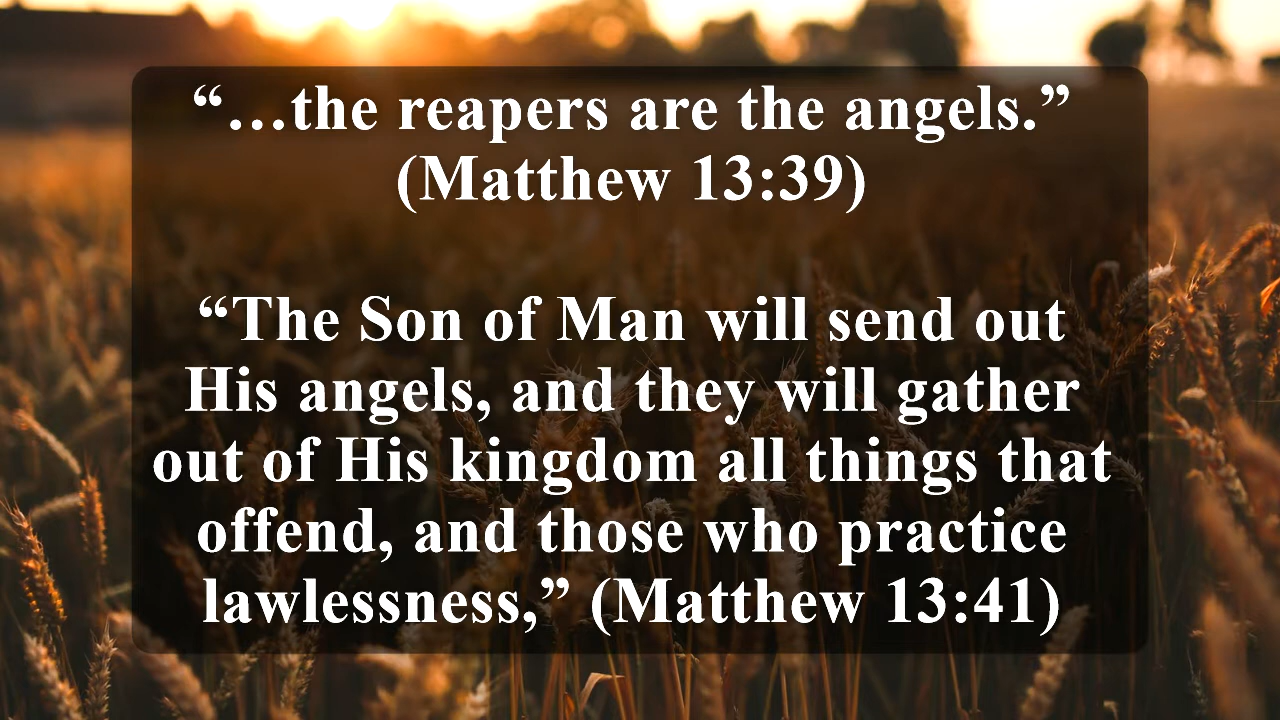 “…the reapers are the angels.”
(Matthew 13:39)
“The Son of Man will send out
His angels, and they will gather
out of His kingdom all things that
offend, and those who practice
lawlessness,” (Matthew 13:41)